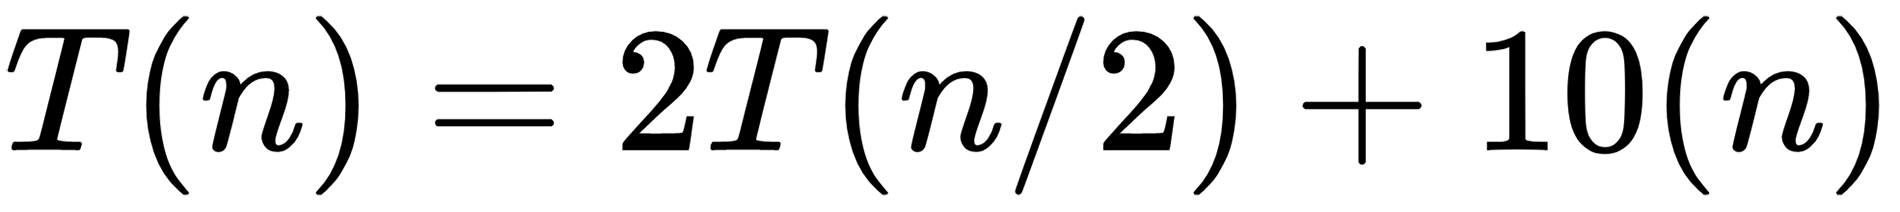 T(n) = 2T(n/2) + 10(n)